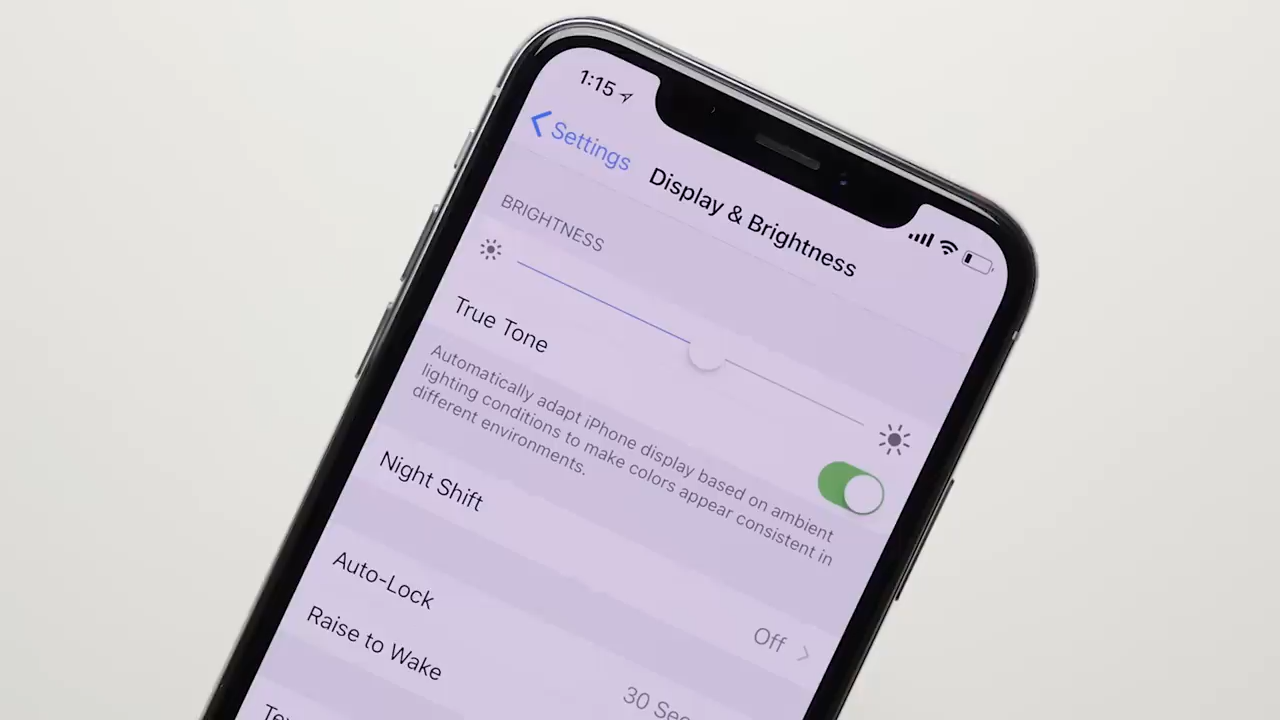 1:15
Settings
Display & Brightness
BRIGHTNESS
True Tone
Automatically adapt iPhone display based on ambient
lighting conditions to make colors appear consistent in
different environments.
Night Shift
Off
Auto-Lock
30
Raise to Wake